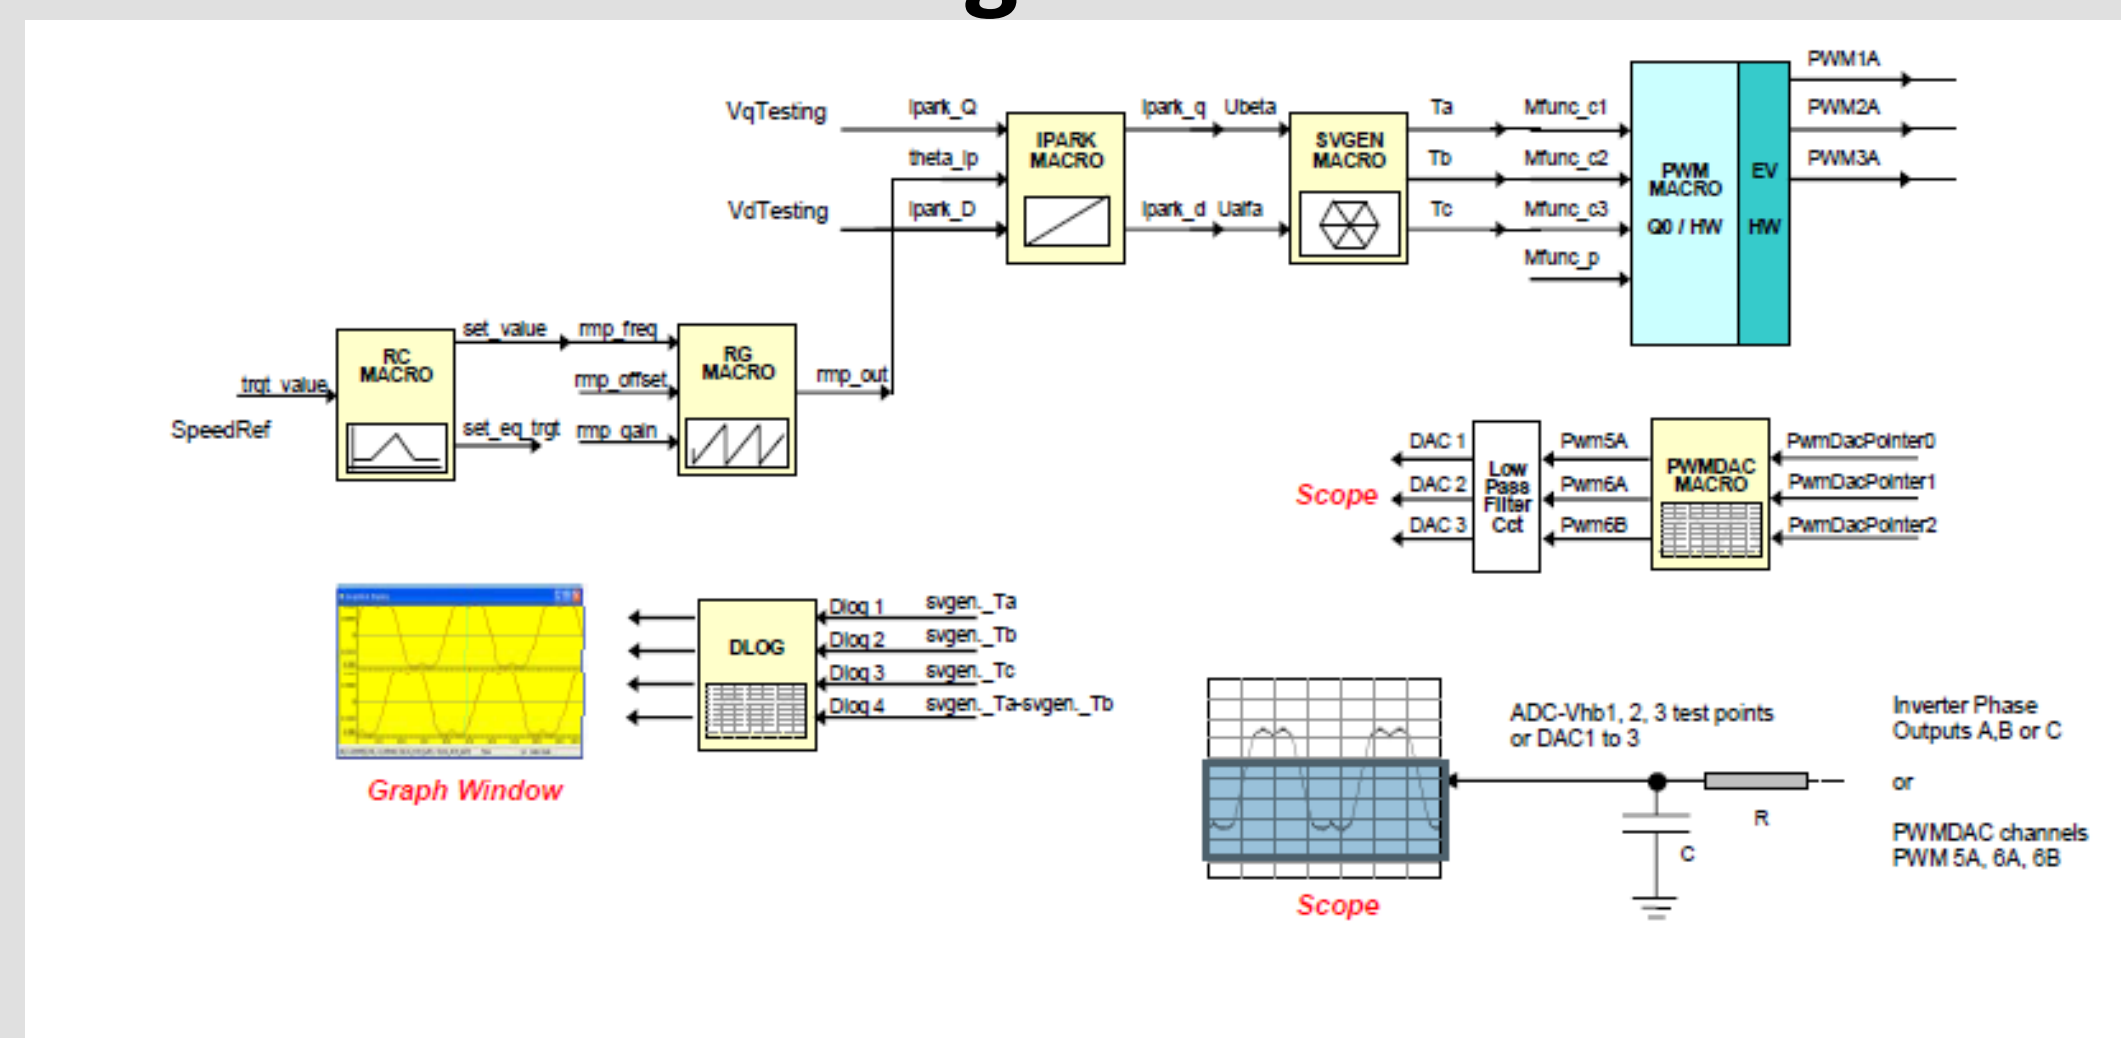 g
VqTesting
Ipark_Q
theta_ip
VdTesting
Ipark_D
IPARK
MACRO
Ipark_q
Ubeta
Ipark_d
Ualfa
SVGEN
MACRO
Ta
Tb
Tc
Mfunc_c1
Mfunc_c2
Mfunc_c3
Mfunc_p
PWM
MACRO
Q0 / HW
EV
HW
PWM1A
PWM2A
PWM3A
trgt_value
SpeedRef
RC
MACRO
set_value
set_eq_trgt
rmp_freq
rmp_offset
rmp_gain
RG
MACRO
rmp_out
Scope
DAC 1
DAC 2
DAC 3
Low
Pass
Filter
Cct
Pwm5A
Pwm6A
Pwm6B
PWMDAC
MACRO
PwmDacPointer0
PwmDacPointer1
PwmDacPointer2
Graph Window
DLOG
Dlog 1
Dlog 2
Dlog 3
Dlog 4
svgen._Ta
svgen._Tb
svgen._Tc
svgen._Ta-svgen._Tb
Scope
ADC-Vhb1, 2, 3 test points
or DAC1 to 3
R
C
Inverter Phase
Outputs A,B or C
or
PWMDAC channels
PWM 5A, 6A, 6B